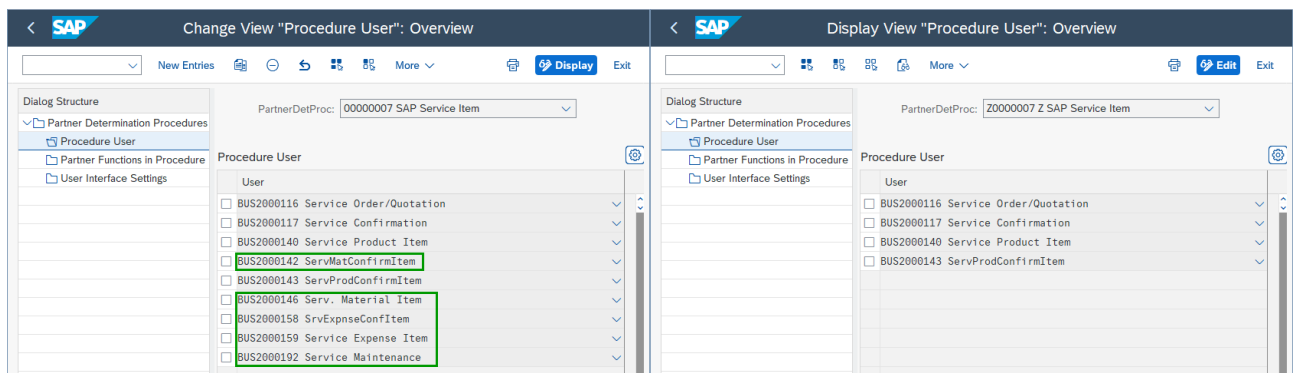 SAP
Change View "Procedure User": Overview
New Entries
More
Display
Exit
Dialog Structure
Partner Determination Procedures
Procedure User
Partner Functions in Procedure
User Interface Settings
PartnerDetProc: 00000007 SAP Service Item
Procedure User
User
BUS2000116 Service Order/Quotation
BUS2000117 Service Confirmation
BUS2000140 Service Product Item
BUS2000142 ServMatConfirmItem
BUS2000143 ServProdConfirmItem
BUS2000146 Serv. Material Item
BUS2000158 SrvExpnseConfItem
BUS2000159 Service Expense Item
BUS2000192 Service Maintenance
SAP
Display View "Procedure User": Overview
More
Edit
Exit
Dialog Structure
Partner Determination Procedures
Procedure User
Partner Functions in Procedure
User Interface Settings
PartnerDetProc: Z0000007 Z SAP Service Item
Procedure User
User
BUS2000116 Service Order/Quotation
BUS2000117 Service Confirmation
BUS2000140 Service Product Item
BUS2000143 ServProdConfirmItem